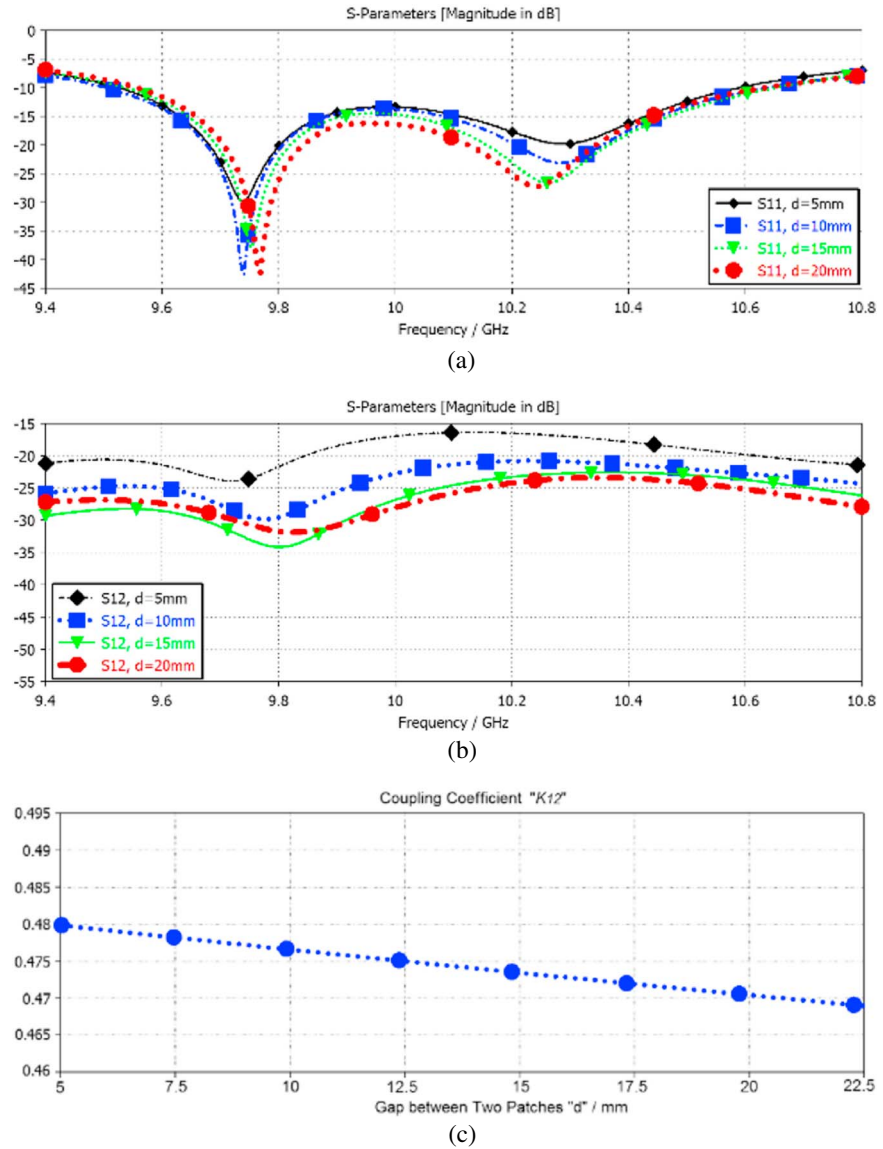 S-Parameters [Magnitude in dB]
0
-5
-10
-15
-20
-25
-30
-35
-40
-45
S11, d=5mm
S11, d=10mm
S11, d=15mm
S11, d=20mm
9.4 9.6 9.8 10 10.2 10.4 10.6 10.8
Frequency / GHz
(a)
S-Parameters [Magnitude in dB]
-15
-20
-25
-30
-35
-40
-45
-50
-55
S12, d=5mm
S12, d=10mm
S12, d=15mm
S12, d=20mm
9.4 9.6 9.8 10 10.2 10.4 10.6 10.8
Frequency / GHz
(b)
Coupling Coefficient "K12"
0.495
0.49
0.485
0.48
0.475
0.47
0.465
0.46
5 7.5 10 12.5 15 17.5 20 22.5
Gap between Two Patches "d" / mm
(c)